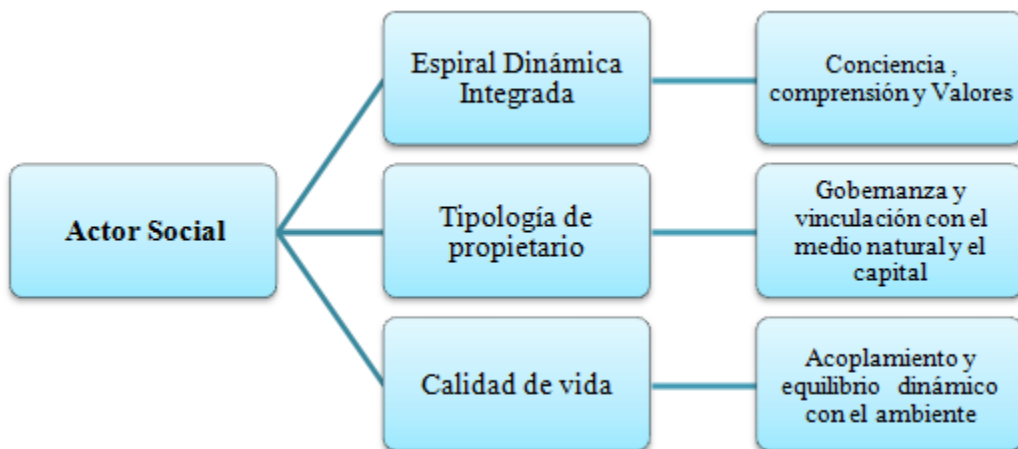 Actor Social
Espiral Dinámica
Integrada
Conciencia ,
comprensión y Valores
Tipología de
propietario
Gobernanza y
vinculación con el
medio natural y el
capital
Calidad de vida
Acoplamiento y
equilibrio dinámico
con el ambiente